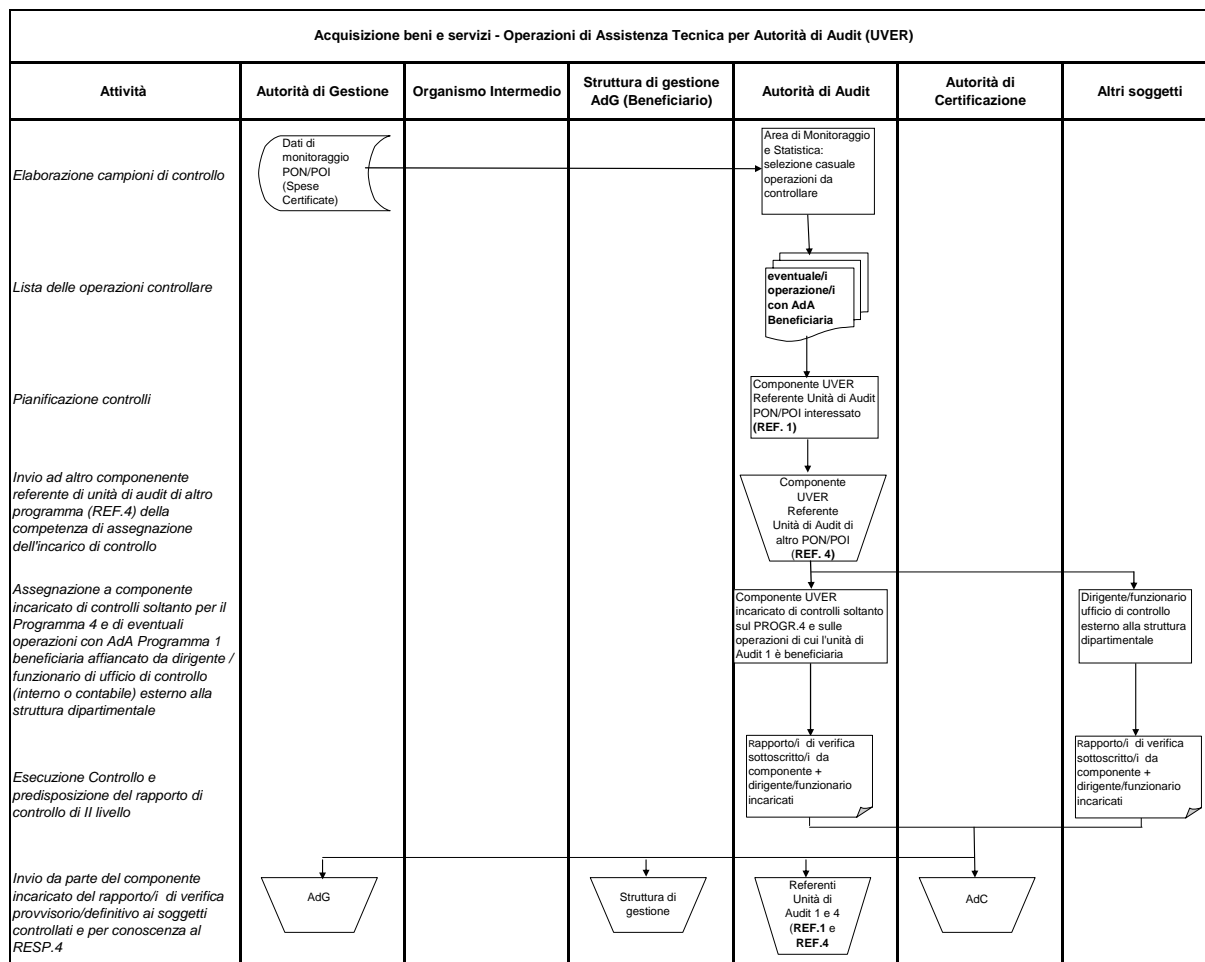 Acquisizione beni e servizi - Operazioni di Assistenza Tecnica per Autorità di Audit (UVER)
Attività
Autorità di Gestione
Organismo Intermedio
Struttura di gestione
AdG (Beneficiario)
Autorità di Audit
Autorità di
Certificazione
Altri soggetti
Elaborazione campioni di controllo
Dati di
monitoraggio
PON/POI
(Spese
Certificate)
Area di Monitoraggio
e Statistica:
selezione casuale
operazioni da
controllare
Lista delle operazioni controllare
eventuale/i
operazione/i
con AdA
Beneficiaria
Pianificazione controlli
Componente UVER
Referente Unità di Audit
PON/POI interessato
(REF. 1)
Invio ad altro componenente
referente di unità di audit di altro
programma (REF.4) della
competenza di assegnazione
dell'incarico di controllo
Componente
UVER
Referente
Unità di Audit di
altro PON/POI
(REF. 4)
Assegnazione a componente
incaricato di controlli soltanto per il
Programma 4 e di eventuali
operazioni con AdA Programma 1
beneficiaria affiancato da dirigente /
funzionario di ufficio di controllo
(interno o contabile) esterno alla
struttura dipartimentale
Componente UVER
incaricato di controlli soltanto
sul PROGR.4 e sulle
operazioni di cui l'unità di
Audit 1 è beneficiaria
Dirigente/funzionario
ufficio di controllo
esterno alla struttura
dipartimentale
Esecuzione Controllo e
predisposizione del rapporto di
controllo di II livello
Rapporto/i di verifica
sottoscritto/i da
componente +
dirigente/funzionario
incaricati
Rapporto/i di verifica
sottoscritto/i da
componente +
dirigente/funzionario
incaricati
Invio da parte del componente
incaricato del rapporto/i di verifica
provvisorio/definitivo ai soggetti
controllati e per conoscenza al
RESP.4
AdG
Struttura di
gestione
Referenti
Unità di
Audit 1 e 4
(REF.1 e
REF.4
AdC